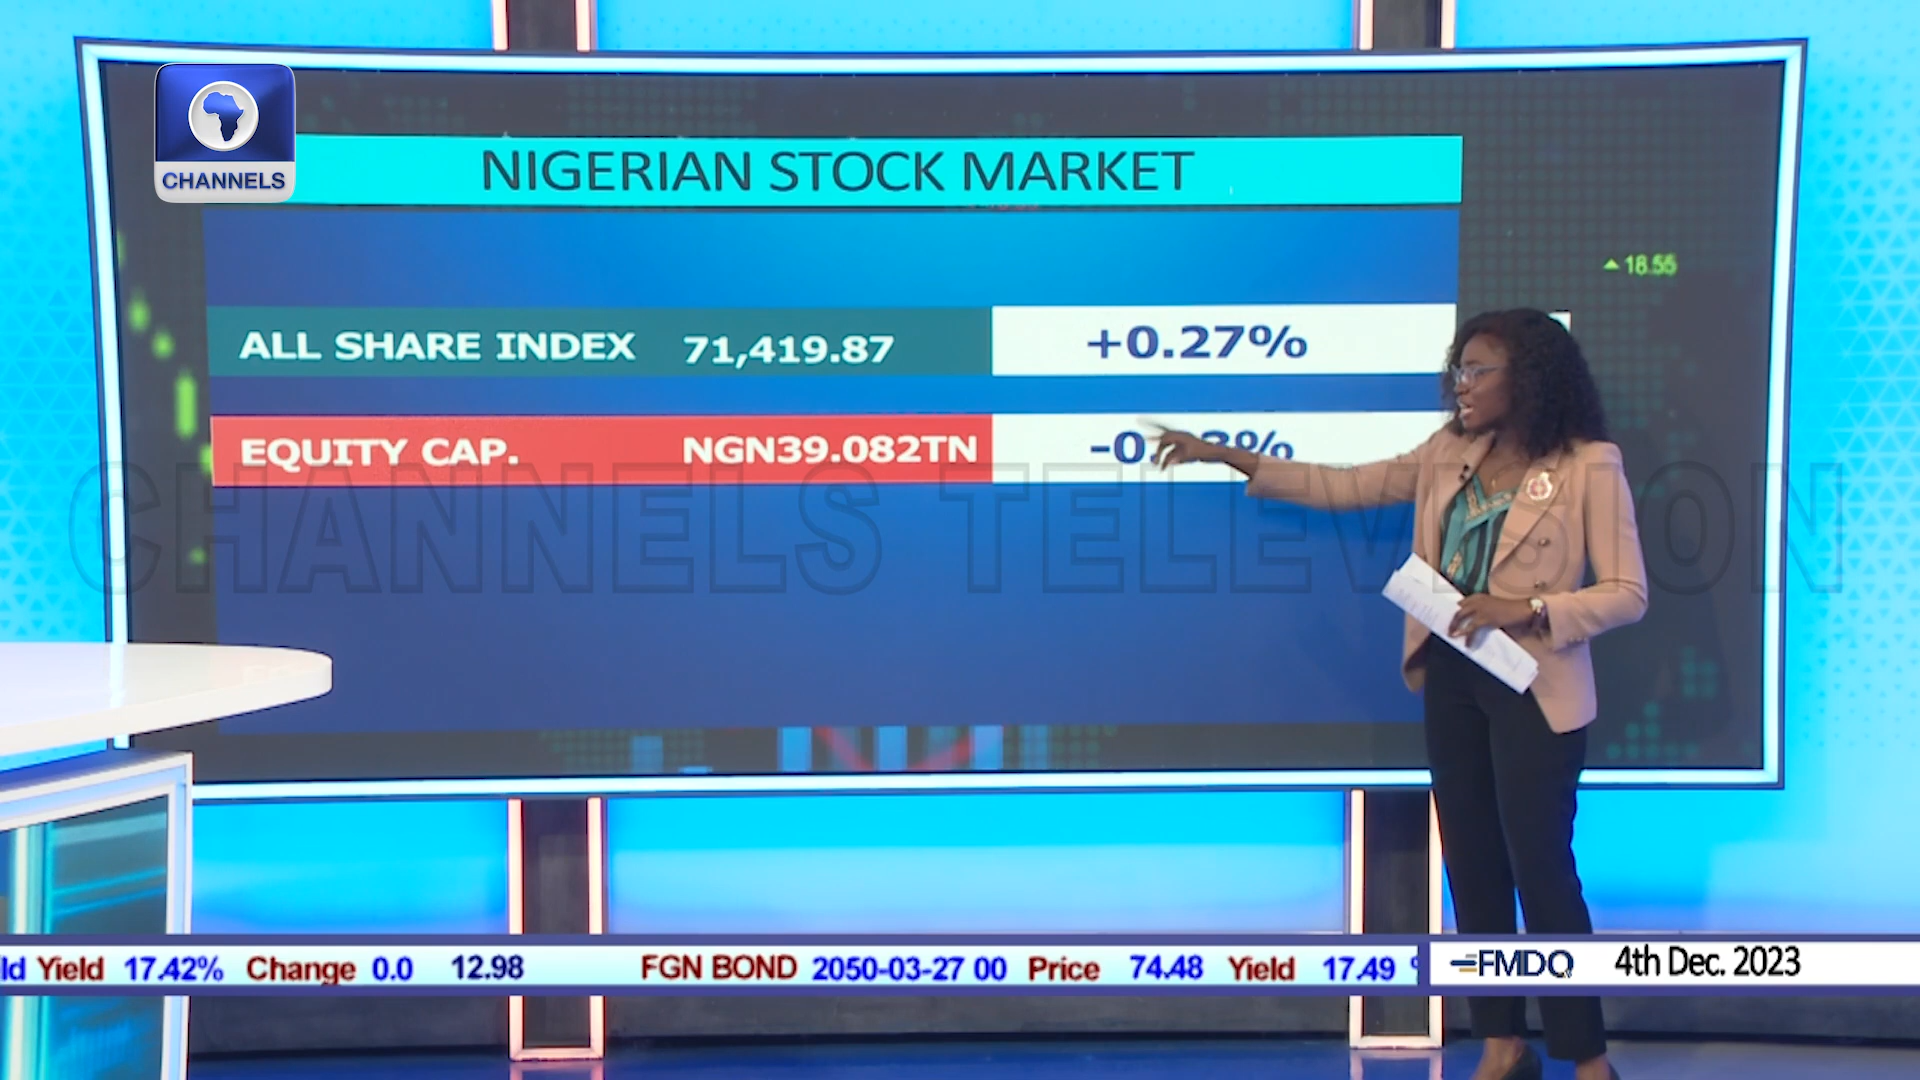 CHANNELS
NIGERIAN STOCK MARKET
▲18.55
ALL SHARE INDEX 71,419.87 +0.27%
EQUITY CAP. NGN39.082TN
CHANNELS TELEVISION
ld Yield 17.42% Change 0.0 12.98 FGN BOND 2050-03-27 00 Price 74.48 Yield 17.49
FMDQ 4th Dec. 2023